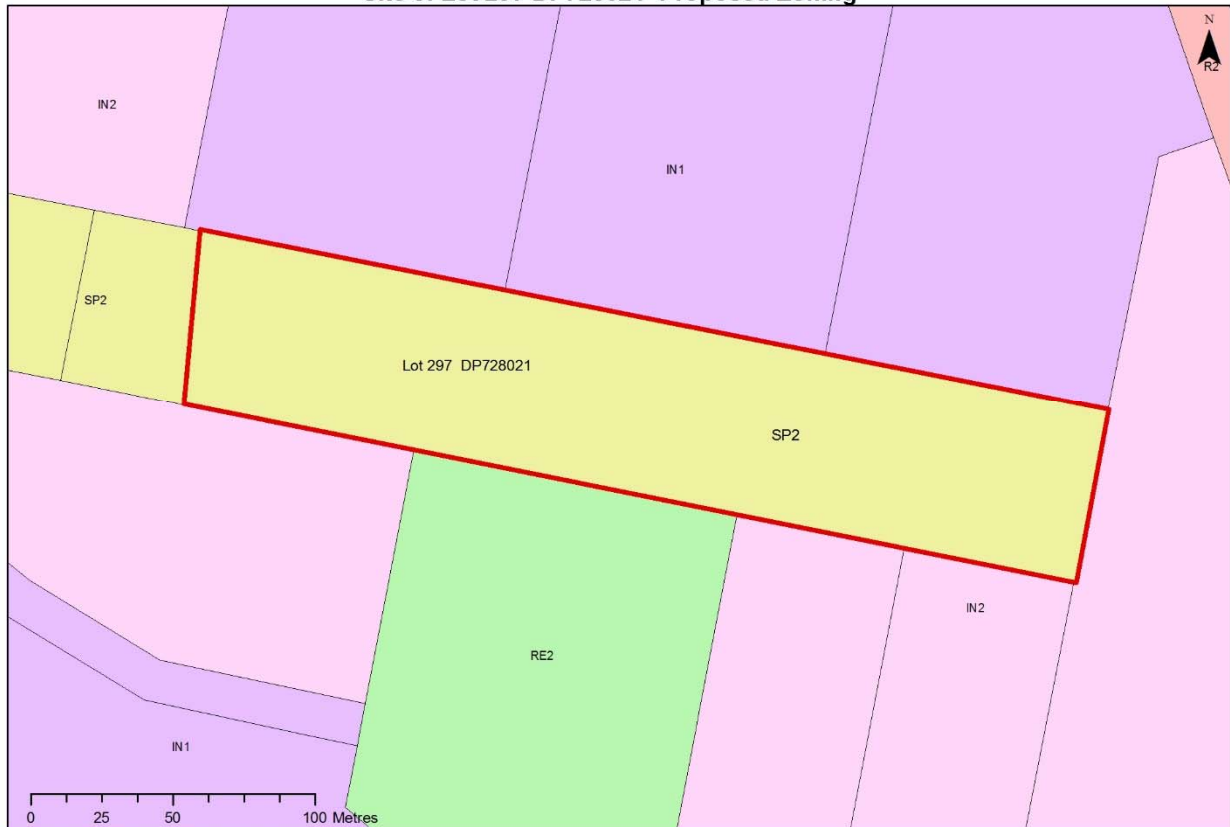 N
R2
IN2
IN1
SP2
Lot 297 DP728021
SP2
IN2
RE2
IN1
0 25 50 100 Metres